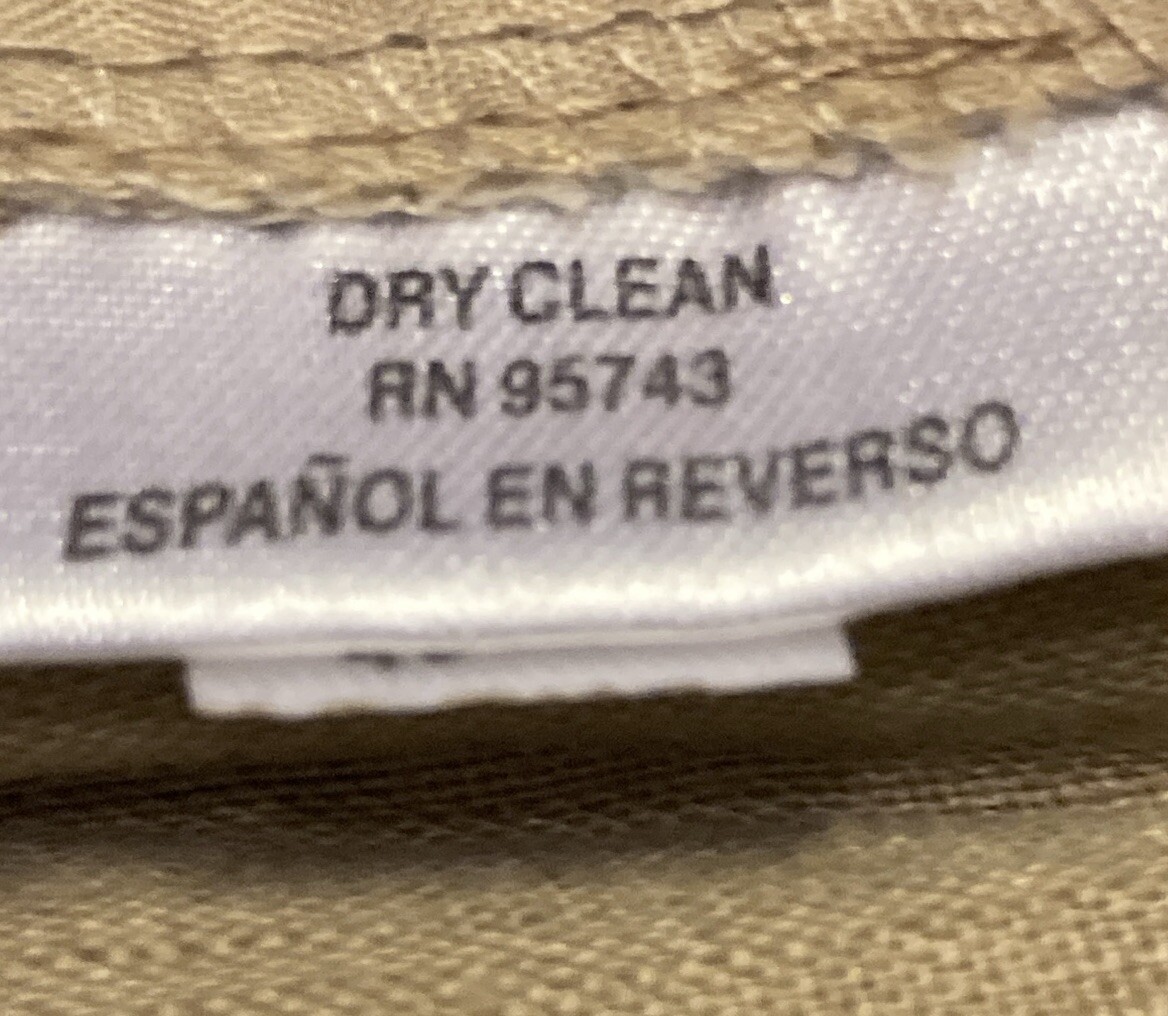 DRY CLEAN
RN 95743
ESPAÑOL EN REVERSO